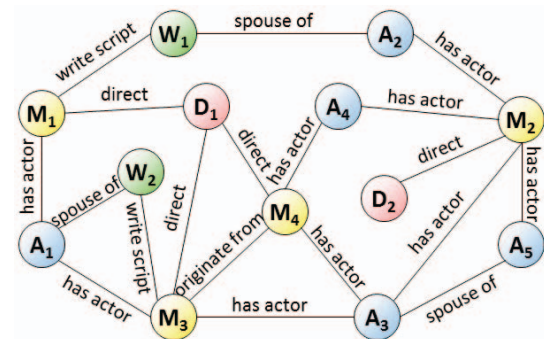 spouse of
W1
A2
write script
has actor
direct
M1
D1
A4
has actor
M2
direct
has actor
direct
has actor
spouse of
W2
write script
direct
D2
has actor
has actor
A1
originate from
M4
A5
has actor
has actor
M3
has actor
A3
spouse of